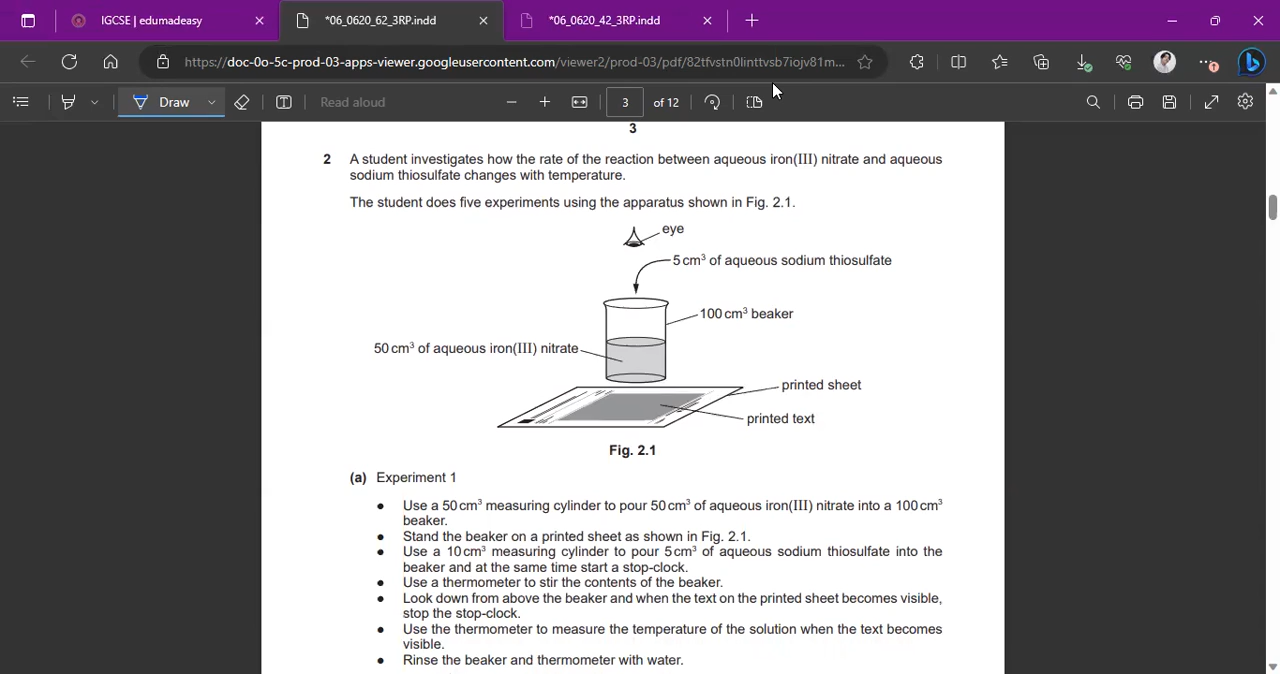 IGCSE | edumadeasy
*06_0620_62_3RP.indd
*06_0620_42_3RP.indd
https://doc-0o-5c-prod-03-apps-viewer.googleusercontent.com/viewer2/prod-03/pdf/82tfvstn0linttvsb7iojv81m...
Draw
Read aloud
3
of 12
3
2 A student investigates how the rate of the reaction between aqueous iron(III) nitrate and aqueous
sodium thiosulfate changes with temperature.
The student does five experiments using the apparatus shown in Fig. 2.1.
eye
5 cm³ of aqueous sodium thiosulfate
100 cm³ beaker
50 cm³ of aqueous iron(III) nitrate
printed sheet
printed text
Fig. 2.1
(a) Experiment 1
● Use a 50 cm³ measuring cylinder to pour 50 cm³ of aqueous iron(III) nitrate into a 100 cm³
beaker.
● Stand the beaker on a printed sheet as shown in Fig. 2.1.
● Use a 10 cm³ measuring cylinder to pour 5 cm³ of aqueous sodium thiosulfate into the
beaker and at the same time start a stop-clock.
● Use a thermometer to stir the contents of the beaker.
● Look down from above the beaker and when the text on the printed sheet becomes visible,
stop the stop-clock.
● Use the thermometer to measure the temperature of the solution when the text becomes
visible.
● Rinse the beaker and thermometer with water.